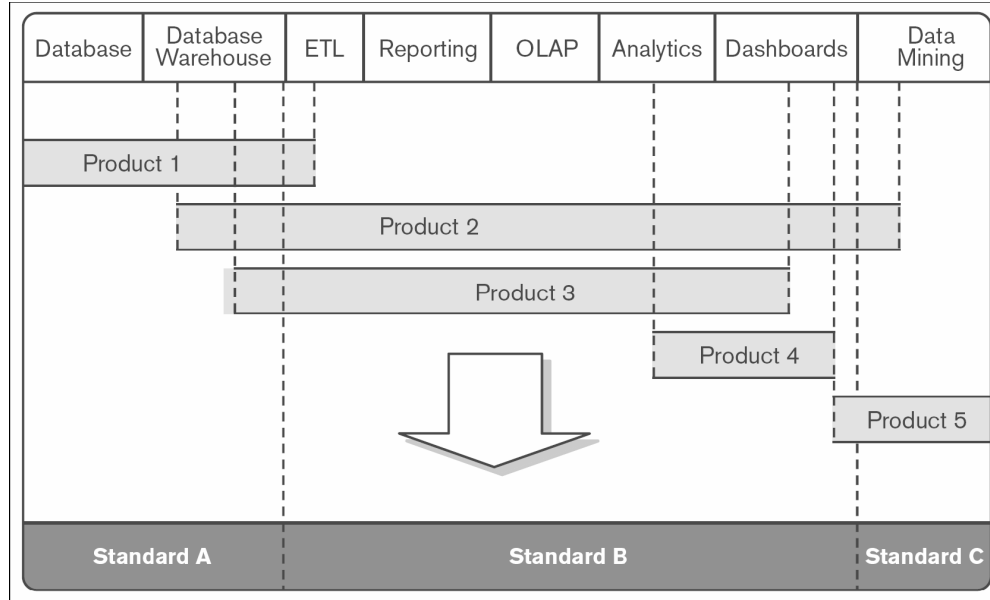 Database
Database
Warehouse
ETL
Reporting
OLAP
Analytics
Dashboards
Data
Mining
Product 1
Product 2
Product 3
Product 4
Product 5
Standard A
Standard B
Standard C